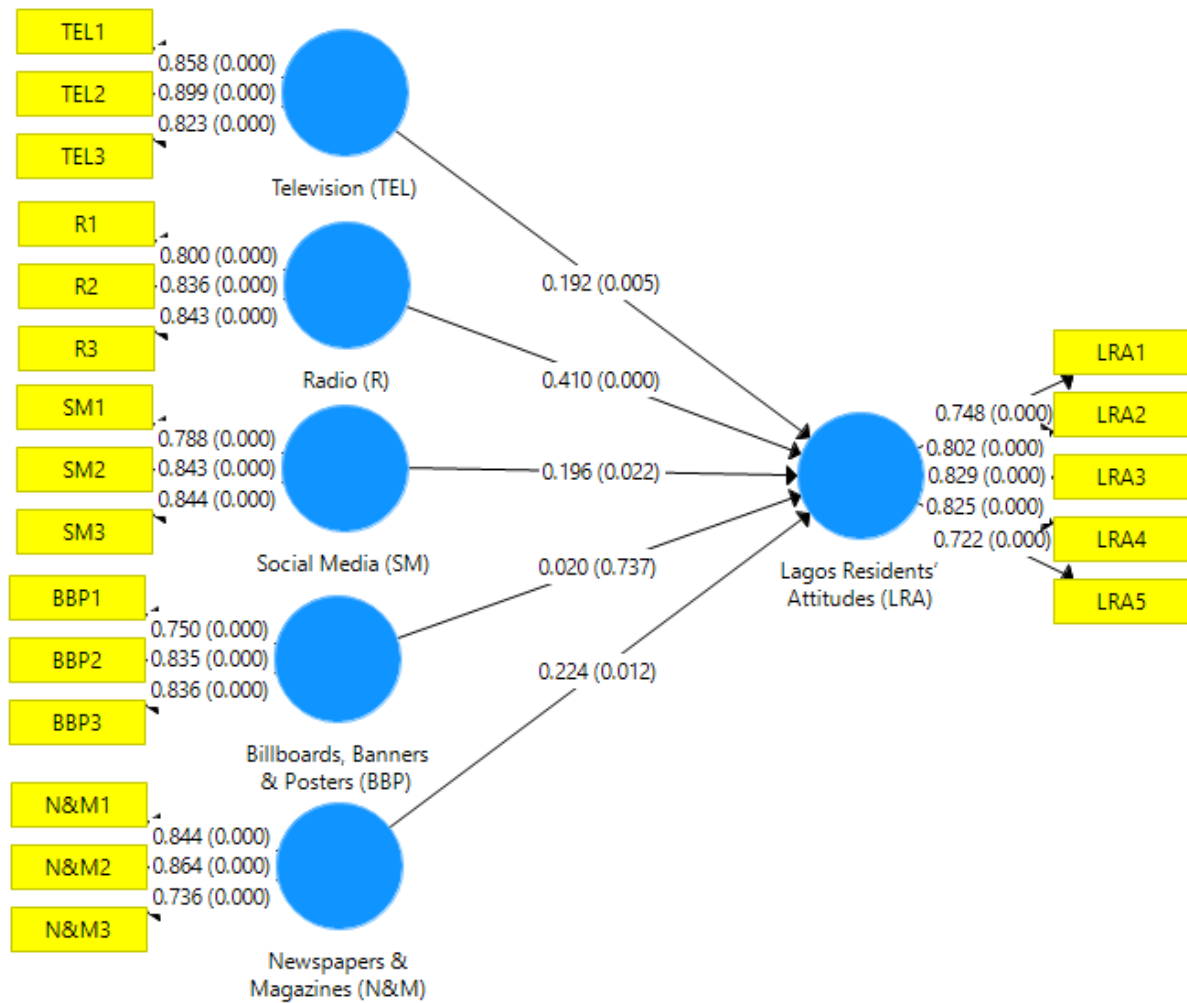 TEL1
0.858 (0.000)
TEL2
0.899 (0.000)
0.823 (0.000)
TEL3
Television (TEL)
R1
0.800 (0.000)
R2
0.836 (0.000)
0.843 (0.000)
R3
Radio (R)
SM1
0.788 (0.000)
SM2
0.843 (0.000)
0.844 (0.000)
SM3
Social Media (SM)
BBP1
0.750 (0.000)
BBP2
0.835 (0.000)
0.836 (0.000)
BBP3
Billboards, Banners
& Posters (BBP)
N&M1
0.844 (0.000)
N&M2
0.864 (0.000)
0.736 (0.000)
N&M3
Newspapers &
Magazines (N&M)
0.192 (0.005)
0.410 (0.000)
0.196 (0.022)
0.020 (0.737)
0.224 (0.012)
Lagos Residents’
Attitudes (LRA)
0.748 (0.000)
0.802 (0.000)
0.829 (0.000)
0.825 (0.000)
0.722 (0.000)
LRA1
LRA2
LRA3
LRA4
LRA5